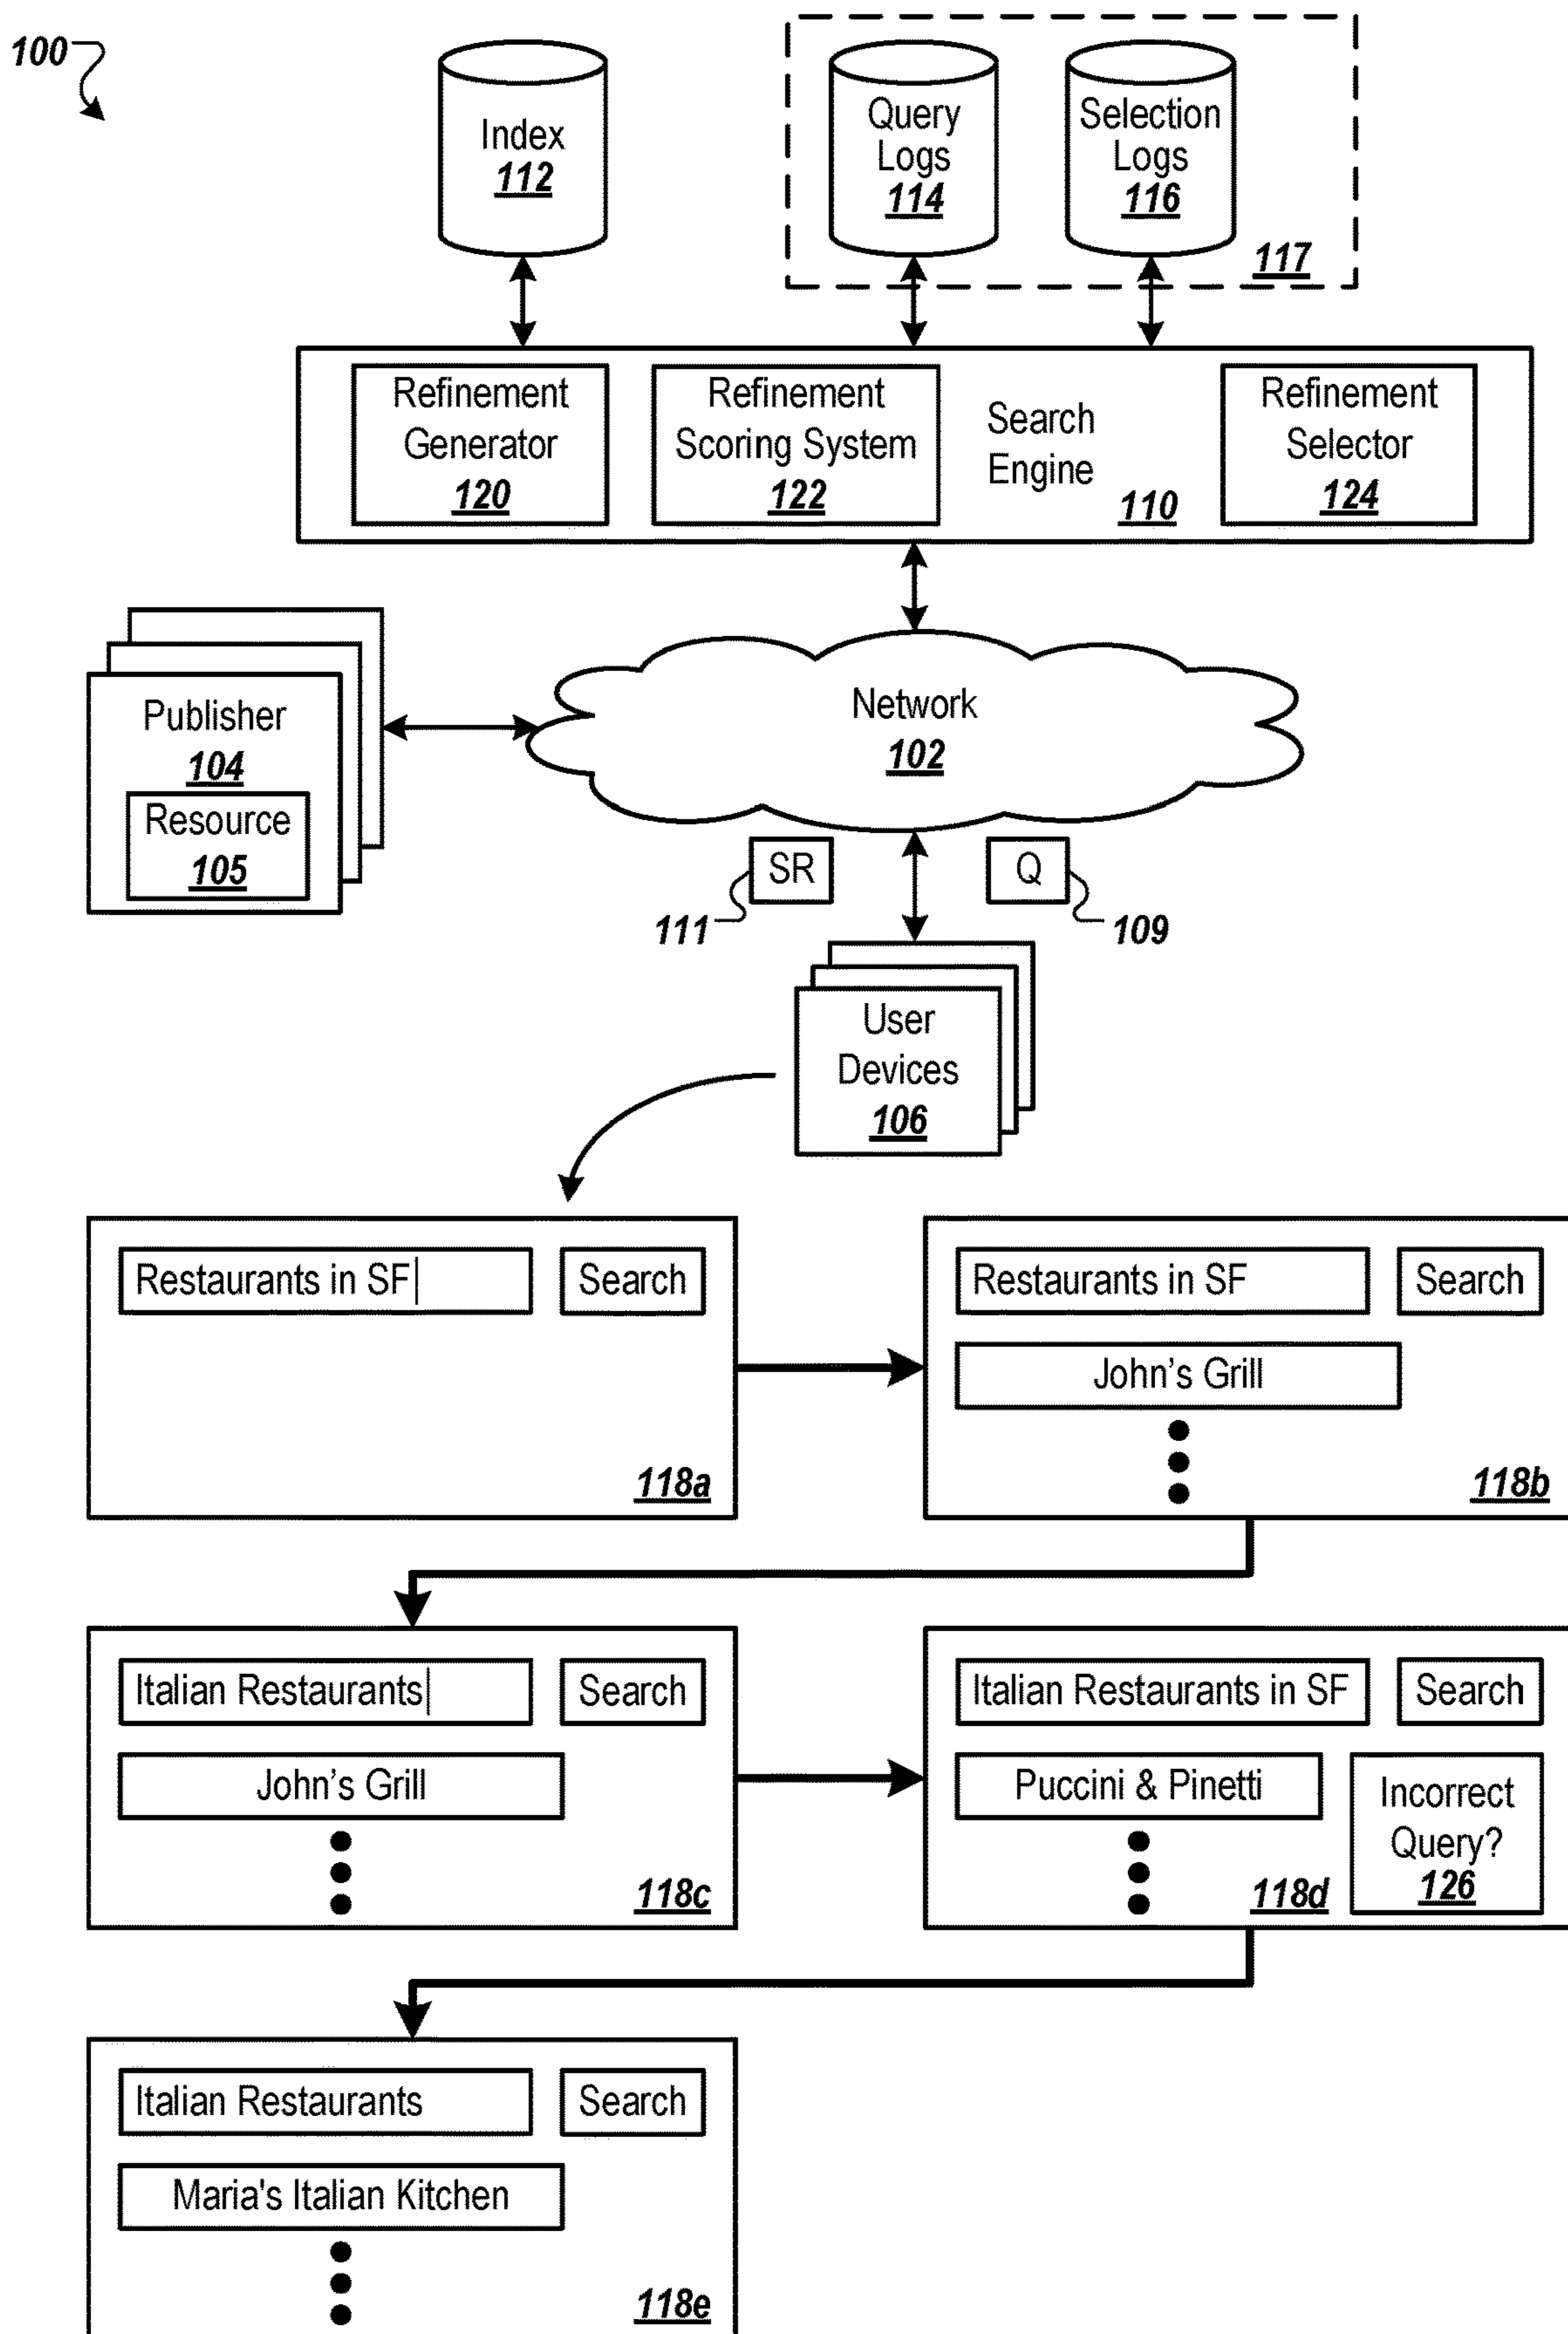 100
Index
112
Query
Logs
114
Selection
Logs
116
117
Refinement
Generator
120
Refinement
Scoring System
122
Search
Engine
110
Refinement
Selector
124
Publisher
104
Resource
105
Network
102
SR
111
Q
109
User
Devices
106
Restaurants in SF
Search
118a
Restaurants in SF
Search
John's Grill
118b
Italian Restaurants
Search
John's Grill
118c
Italian Restaurants in SF
Search
Puccini & Pinetti
Incorrect
Query?
126
118d
Italian Restaurants
Search
Maria's Italian Kitchen
118e